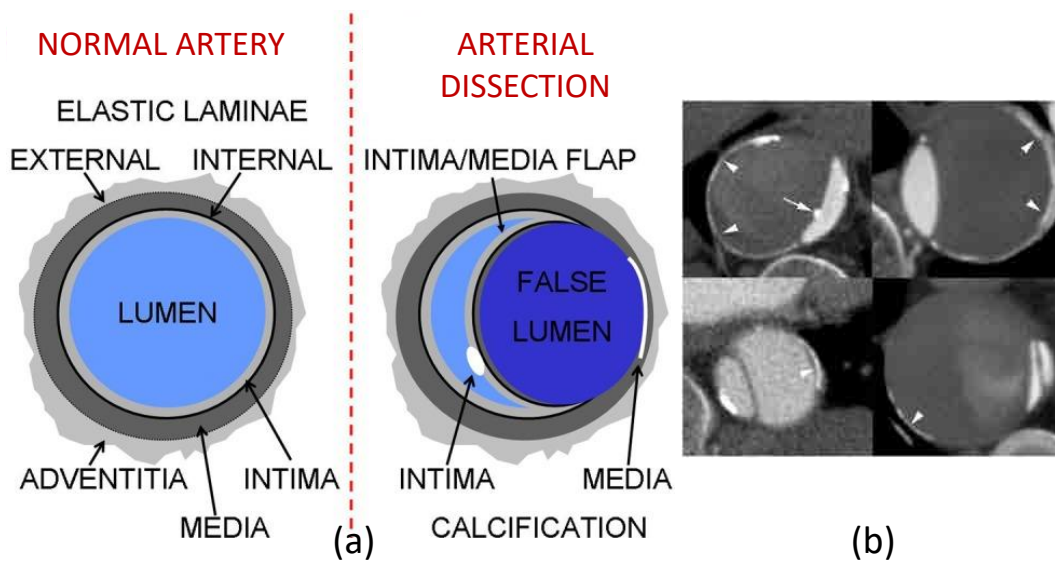 NORMAL ARTERY
ELASTIC LAMINAE
EXTERNAL
INTERNAL
LUMEN
ADVENTITIA
INTIMA
MEDIA
ARTERIAL
DISSECTION
INTIMA/MEDIA FLAP
FALSE
LUMEN
INTIMA
MEDIA
CALCIFICATION
(a)
(b)